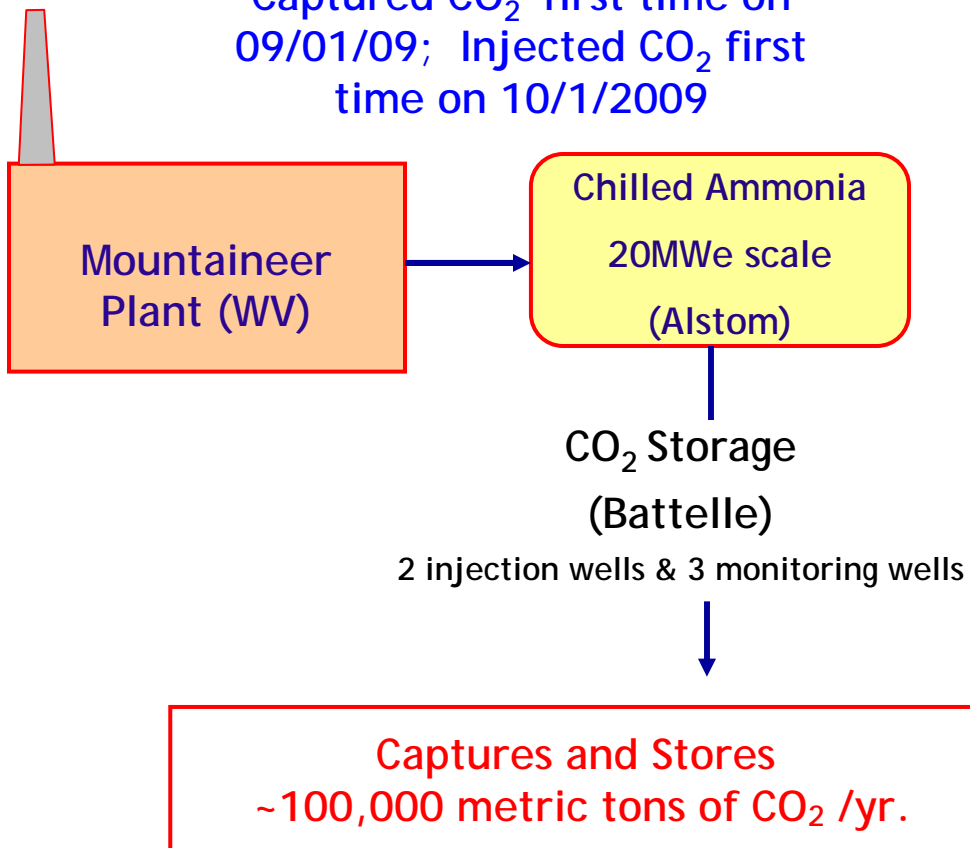 Captured CO₂ first time on
09/01/09; Injected CO₂ first
time on 10/1/2009
Mountaineer
Plant (WV)
Chilled Ammonia
20MWe scale
(Alstom)
CO₂ Storage
(Battelle)
2 injection wells & 3 monitoring wells
Captures and Stores
~100,000 metric tons of CO₂ /yr.